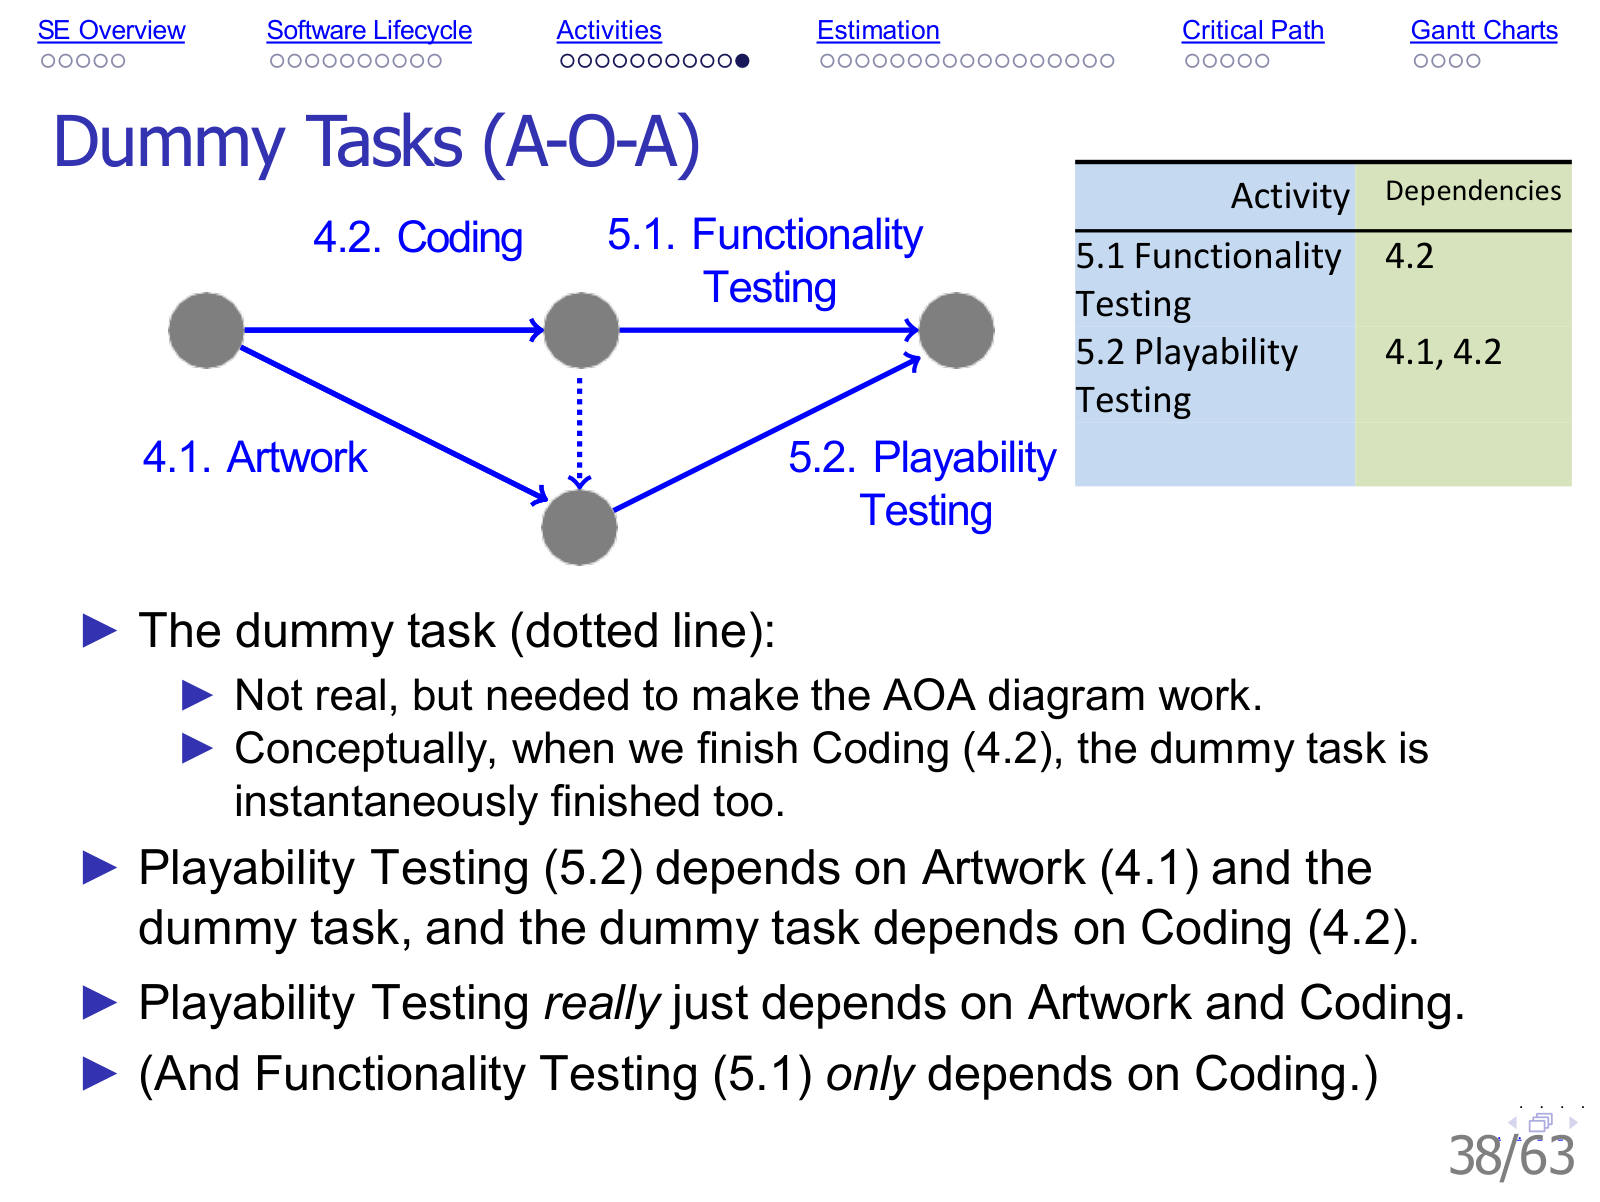 SE Overview Software Lifecycle Activities Estimation Critical Path Gantt Charts
Dummy Tasks (A-O-A)
4.2. Coding
5.1. Functionality
Testing
4.1. Artwork
5.2. Playability
Testing
Activity Dependencies
5.1 Functionality 4.2
Testing
5.2 Playability 4.1, 4.2
Testing
► The dummy task (dotted line):
► Not real, but needed to make the AOA diagram work.
► Conceptually, when we finish Coding (4.2), the dummy task is
instantaneously finished too.
► Playability Testing (5.2) depends on Artwork (4.1) and the
dummy task, and the dummy task depends on Coding (4.2).
► Playability Testing really just depends on Artwork and Coding.
► (And Functionality Testing (5.1) only depends on Coding.)
38/63